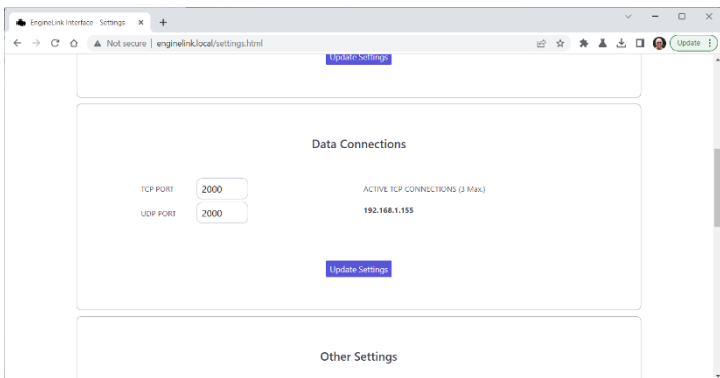 EngineLink Interface - Settings
Not secure | enginelink.local/settings.html
Update
Update Settings
Data Connections
TCP PORT 2000 ACTIVE TCP CONNECTIONS (3 Max.)
UDP PORT 2000 192.168.1.155
Update Settings
Other Settings